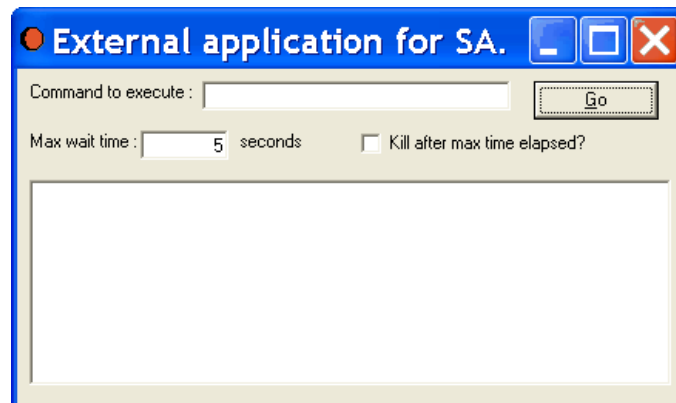 External application for SA.
Command to execute : Go
Max wait time : 5 seconds Kill after max time elapsed?